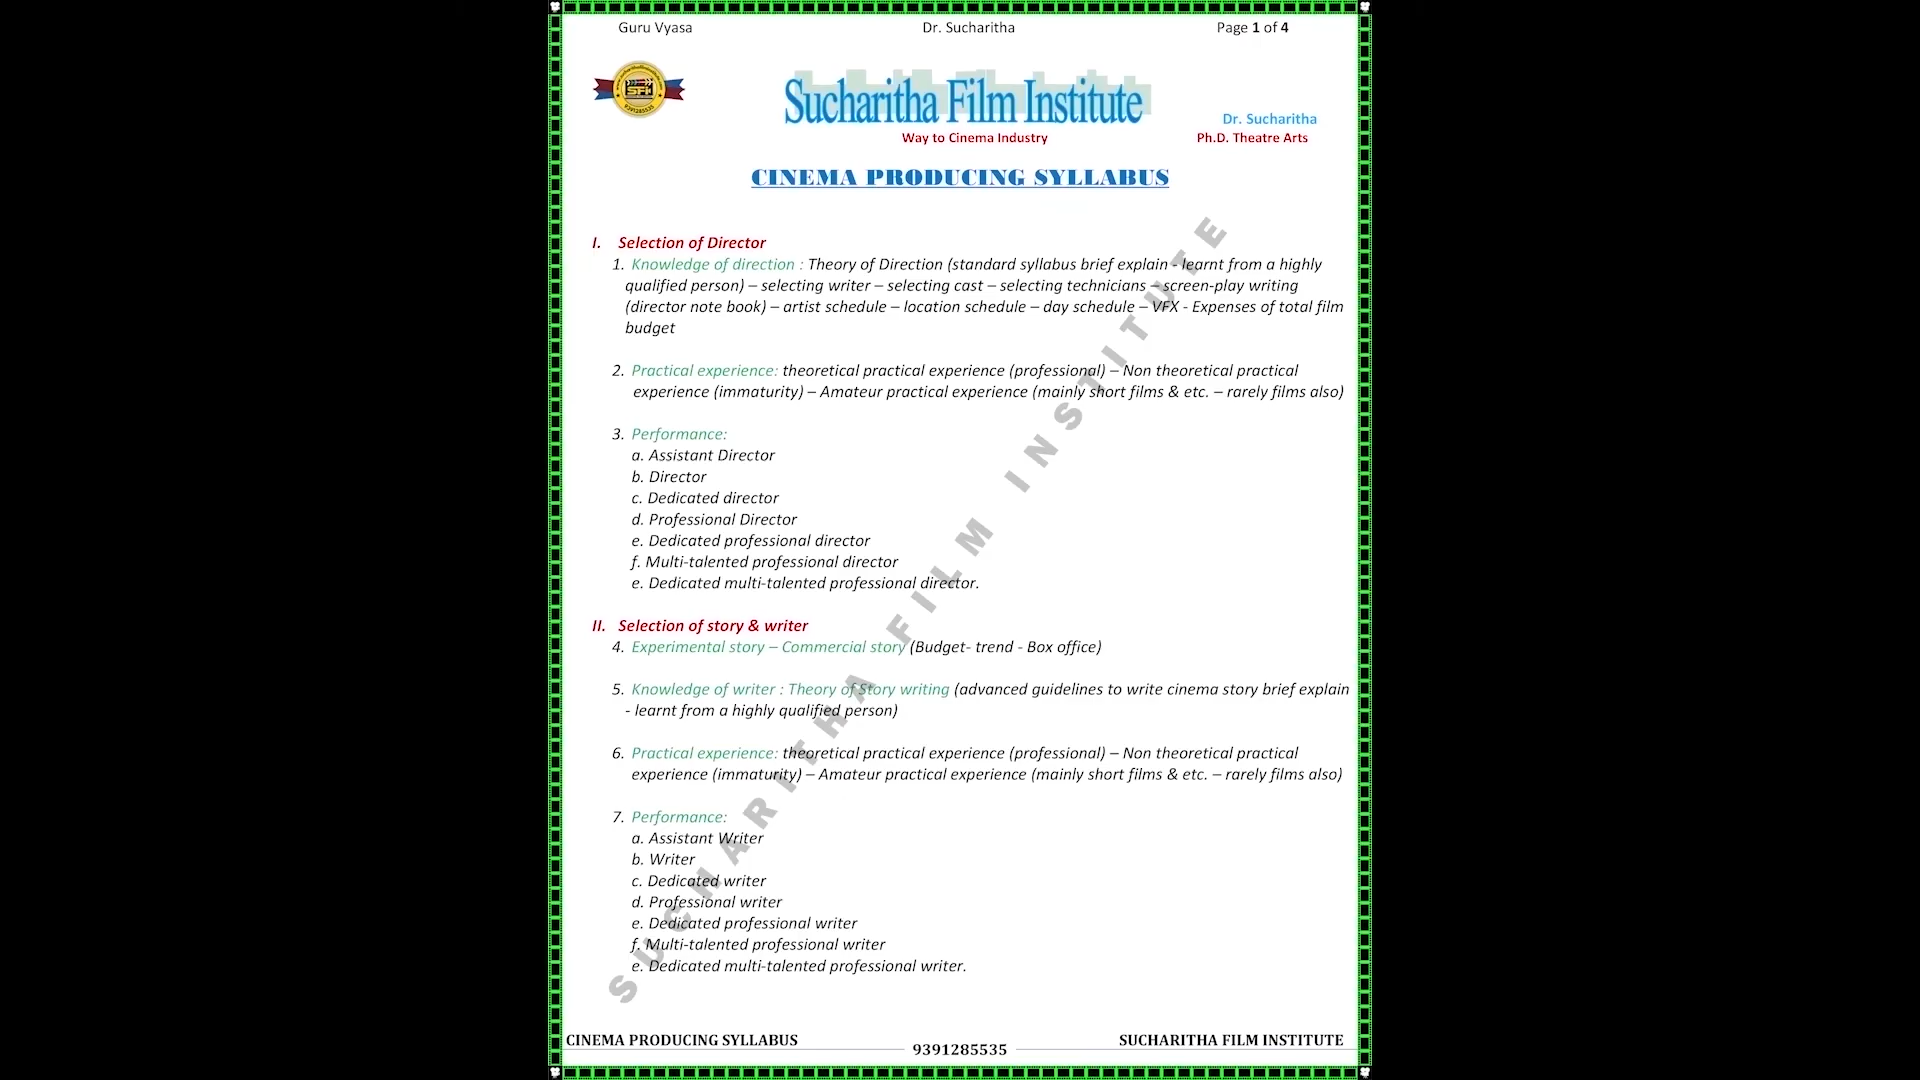 Guru Vyasa Dr. Sucharitha Page 1 of 4
SFI
9391285535
Sucharitha Film Institute
Dr. Sucharitha
Way to Cinema Industry Ph.D. Theatre Arts
CINEMA PRODUCING SYLLABUS
I. Selection of Director
1. Knowledge of direction : Theory of Direction (standard syllabus brief explain - learnt from a highly
qualified person) – selecting writer – selecting cast – selecting technicians – screen-play writing
(director note book) – artist schedule – location schedule – day schedule – VFX - Expenses of total film
budget
2. Practical experience: theoretical practical experience (professional) – Non theoretical practical
experience (immaturity) – Amateur practical experience (mainly short films & etc. – rarely films also)
3. Performance:
a. Assistant Director
b. Director
c. Dedicated director
d. Professional Director
e. Dedicated professional director
f. Multi-talented professional director
e. Dedicated multi-talented professional director.
II. Selection of story & writer
4. Experimental story – Commercial story (Budget- trend - Box office)
5. Knowledge of writer : Theory of Story writing (advanced guidelines to write cinema story brief explain
- learnt from a highly qualified person)
6. Practical experience: theoretical practical experience (professional) – Non theoretical practical
experience (immaturity) – Amateur practical experience (mainly short films & etc. – rarely films also)
7. Performance:
a. Assistant Writer
b. Writer
c. Dedicated writer
d. Professional writer
e. Dedicated professional writer
f. Multi-talented professional writer
e. Dedicated multi-talented professional writer.
SUCHARITHA FILM INSTITUTE
CINEMA PRODUCING SYLLABUS 9391285535 SUCHARITHA FILM INSTITUTE